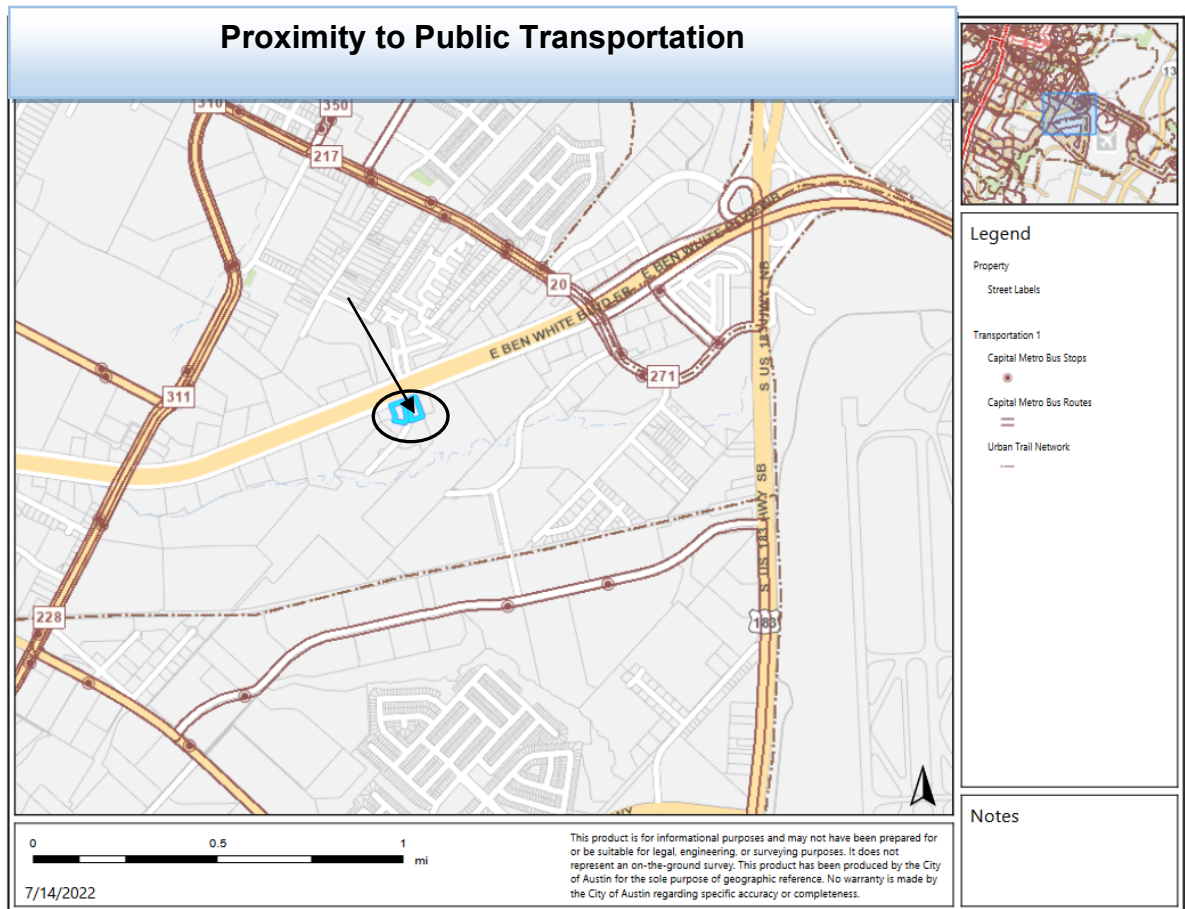 Proximity to Public Transportation
13
310
350
217
E BEN WHITE BLVD NB
20
E BEN WHITE BLVD EB
S US 183 HWY NB
271
311
S US 183 HWY SB
228
183
Legend
Property
Street Labels
Transportation 1
Capital Metro Bus Stops
Capital Metro Bus Routes
Urban Trail Network
Notes
0 0.5 1
mi
7/14/2022
This product is for informational purposes and may not have been prepared for
or be suitable for legal, engineering, or surveying purposes. It does not
represent an on-the-ground survey. This product has been produced by the City
of Austin for the sole purpose of geographic reference. No warranty is made by
the City of Austin regarding specific accuracy or completeness.